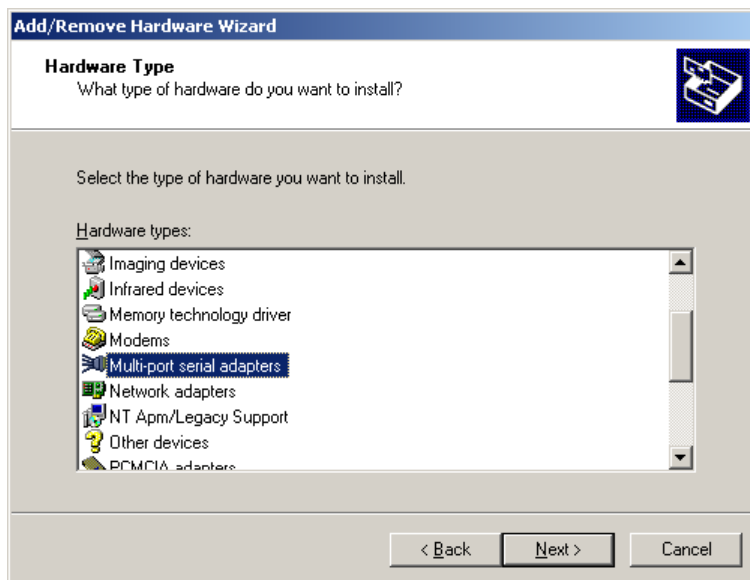 Add/Remove Hardware Wizard
Hardware Type
What type of hardware do you want to install?
Select the type of hardware you want to install.
Hardware types:
Imaging devices
Infrared devices
Memory technology driver
Modems
Multi-port serial adapters
Network adapters
NT Apm/Legacy Support
Other devices
PCMCIA adapters
< Back
Next >
Cancel